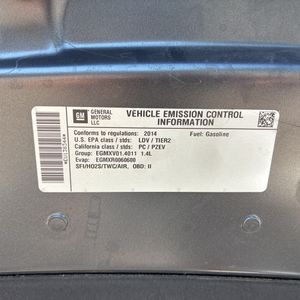 GM
GENERAL MOTORS LLC
VEHICLE EMISSION CONTROL INFORMATION
Conforms to regulations: 2014
Fuel: Gasoline
U.S. EPA class / stds: LDV / TIER2
California class / stds: PC / PZEV
Group: EGMXV01.4011 1.4L
Evap: EGMXR0060600
SFI/HO2S/TWC/AIR, OBD: II